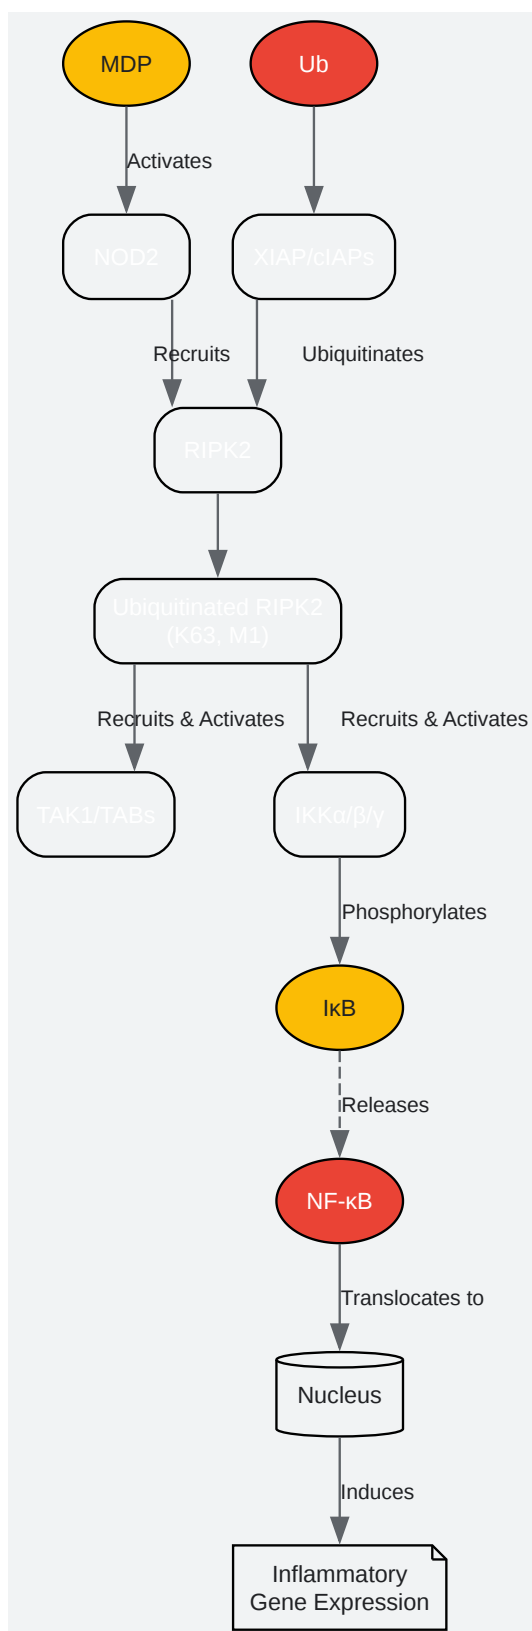 MDP
Ub
Activates
NOD2
XIAP/cIAPs
Recruits
Ubiquitinates
RIPK2
Ubiquitinated RIPK2
(K63, M1)
Recruits & Activates
Recruits & Activates
TAK1/TABs
IKKα/β/γ
Phosphorylates
IκB
Releases
NF-κB
Translocates to
Nucleus
Induces
Inflammatory
Gene Expression